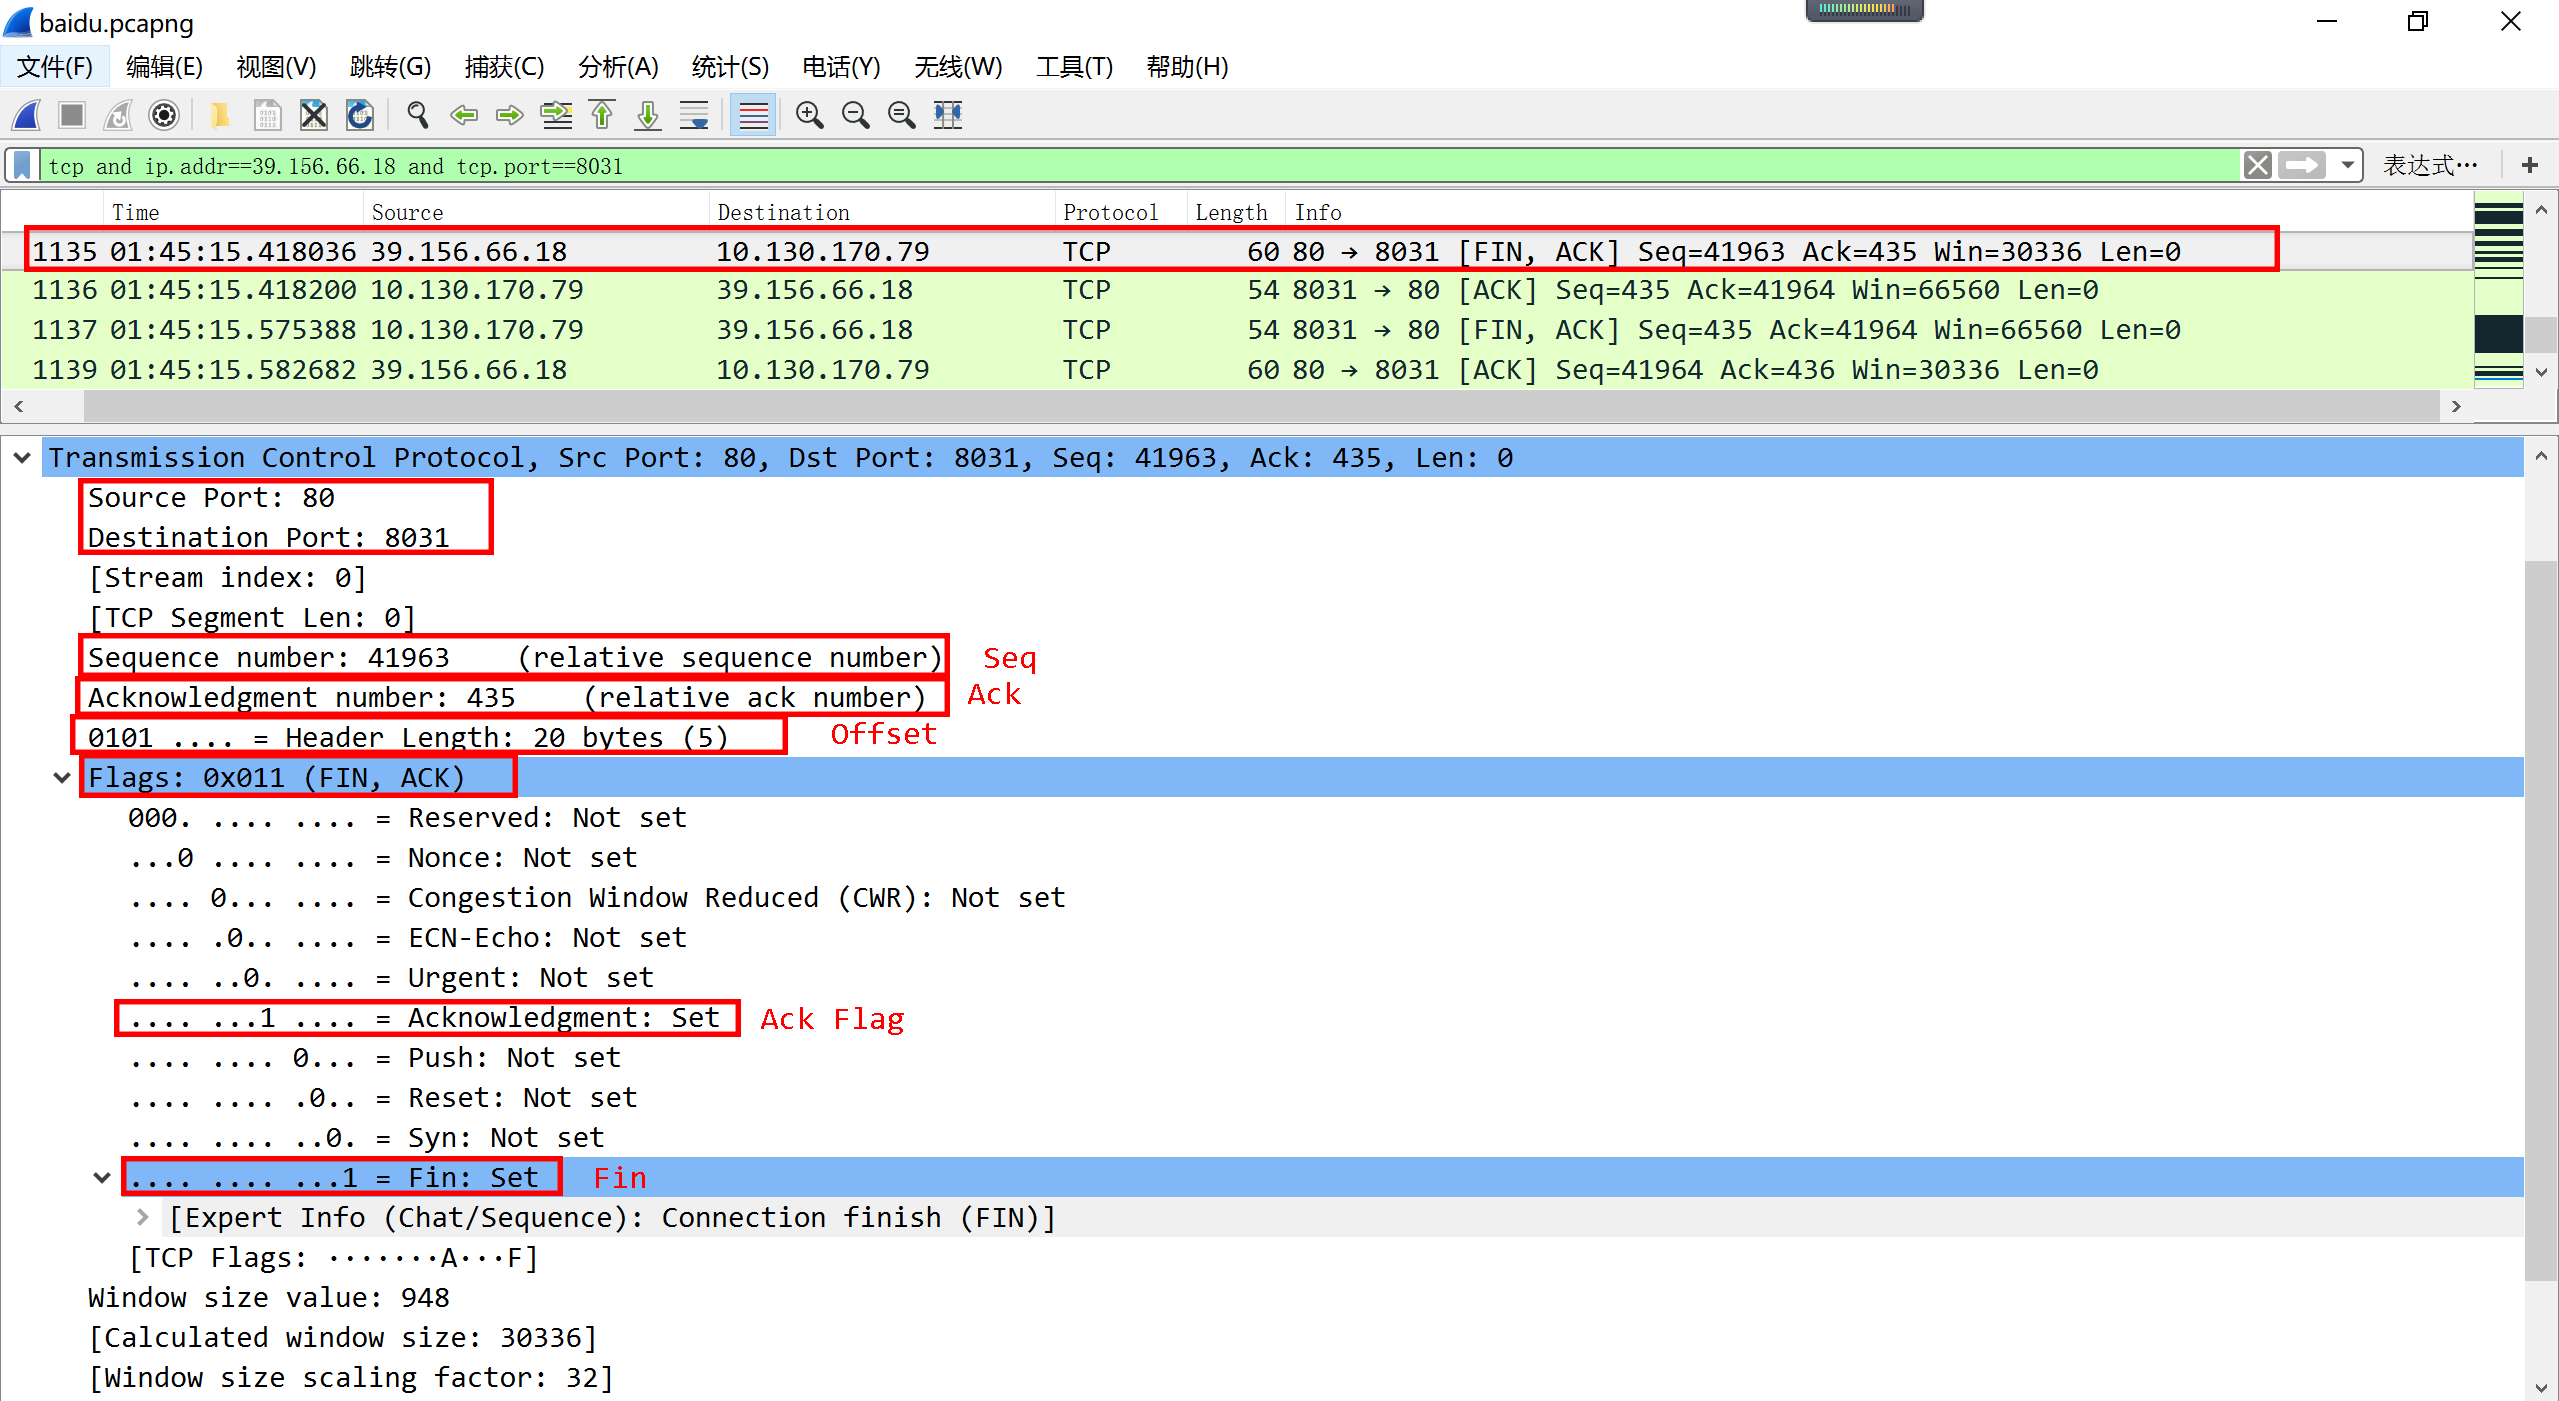 baidu.pcapng
文件(F) 编辑(E) 视图(V) 跳转(G) 捕获(C) 分析(A) 统计(S) 电话(Y) 无线(W) 工具(T) 帮助(H)
tcp and ip.addr==39.156.66.18 and tcp.port==8031 表达式… +
Time Source Destination Protocol Length Info
1135 01:45:15.418036 39.156.66.18 10.130.170.79 TCP 60 80 → 8031 [FIN, ACK] Seq=41963 Ack=435 Win=30336 Len=0
1136 01:45:15.418200 10.130.170.79 39.156.66.18 TCP 54 8031 → 80 [ACK] Seq=435 Ack=41964 Win=66560 Len=0
1137 01:45:15.575388 10.130.170.79 39.156.66.18 TCP 54 8031 → 80 [FIN, ACK] Seq=435 Ack=41964 Win=66560 Len=0
1139 01:45:15.582682 39.156.66.18 10.130.170.79 TCP 60 80 → 8031 [ACK] Seq=41964 Ack=436 Win=30336 Len=0
Transmission Control Protocol, Src Port: 80, Dst Port: 8031, Seq: 41963, Ack: 435, Len: 0
Source Port: 80
Destination Port: 8031
[Stream index: 0]
[TCP Segment Len: 0]
Sequence number: 41963    (relative sequence number) Seq
Acknowledgment number: 435    (relative ack number) Ack
0101 .... = Header Length: 20 bytes (5) Offset
Flags: 0x011 (FIN, ACK)
000. .... .... = Reserved: Not set
...0 .... .... = Nonce: Not set
.... 0... .... = Congestion Window Reduced (CWR): Not set
.... .0.. .... = ECN-Echo: Not set
.... ..0. .... = Urgent: Not set
.... ...1 .... = Acknowledgment: Set Ack Flag
.... .... 0... = Push: Not set
.... .... .0.. = Reset: Not set
.... .... ..0. = Syn: Not set
.... .... ...1 = Fin: Set Fin
[Expert Info (Chat/Sequence): Connection finish (FIN)]
[TCP Flags: ·······A···F]
Window size value: 948
[Calculated window size: 30336]
[Window size scaling factor: 32]